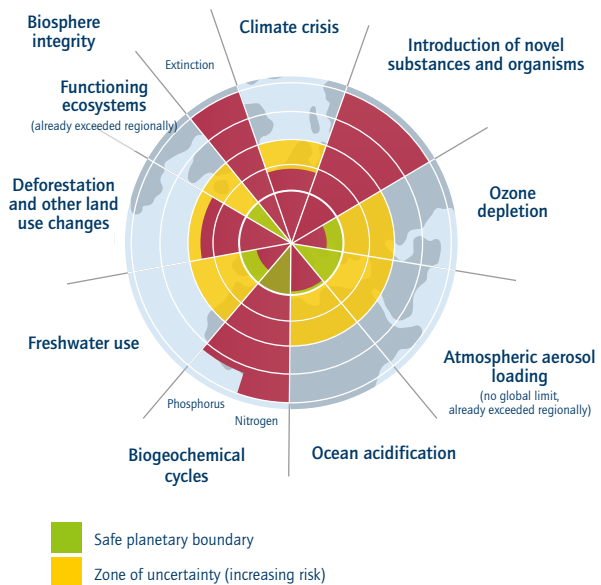 Biosphere
integrity
Climate crisis
Introduction of novel
substances and organisms
Extinction
Functioning
ecosystems
(already exceeded regionally)
Deforestation
and other land
use changes
Ozone
depletion
Freshwater use
Atmospheric aerosol
loading
(no global limit,
already exceeded regionally)
Phosphorus
Nitrogen
Biogeochemical
cycles
Ocean acidification
Safe planetary boundary
Zone of uncertainty (increasing risk)